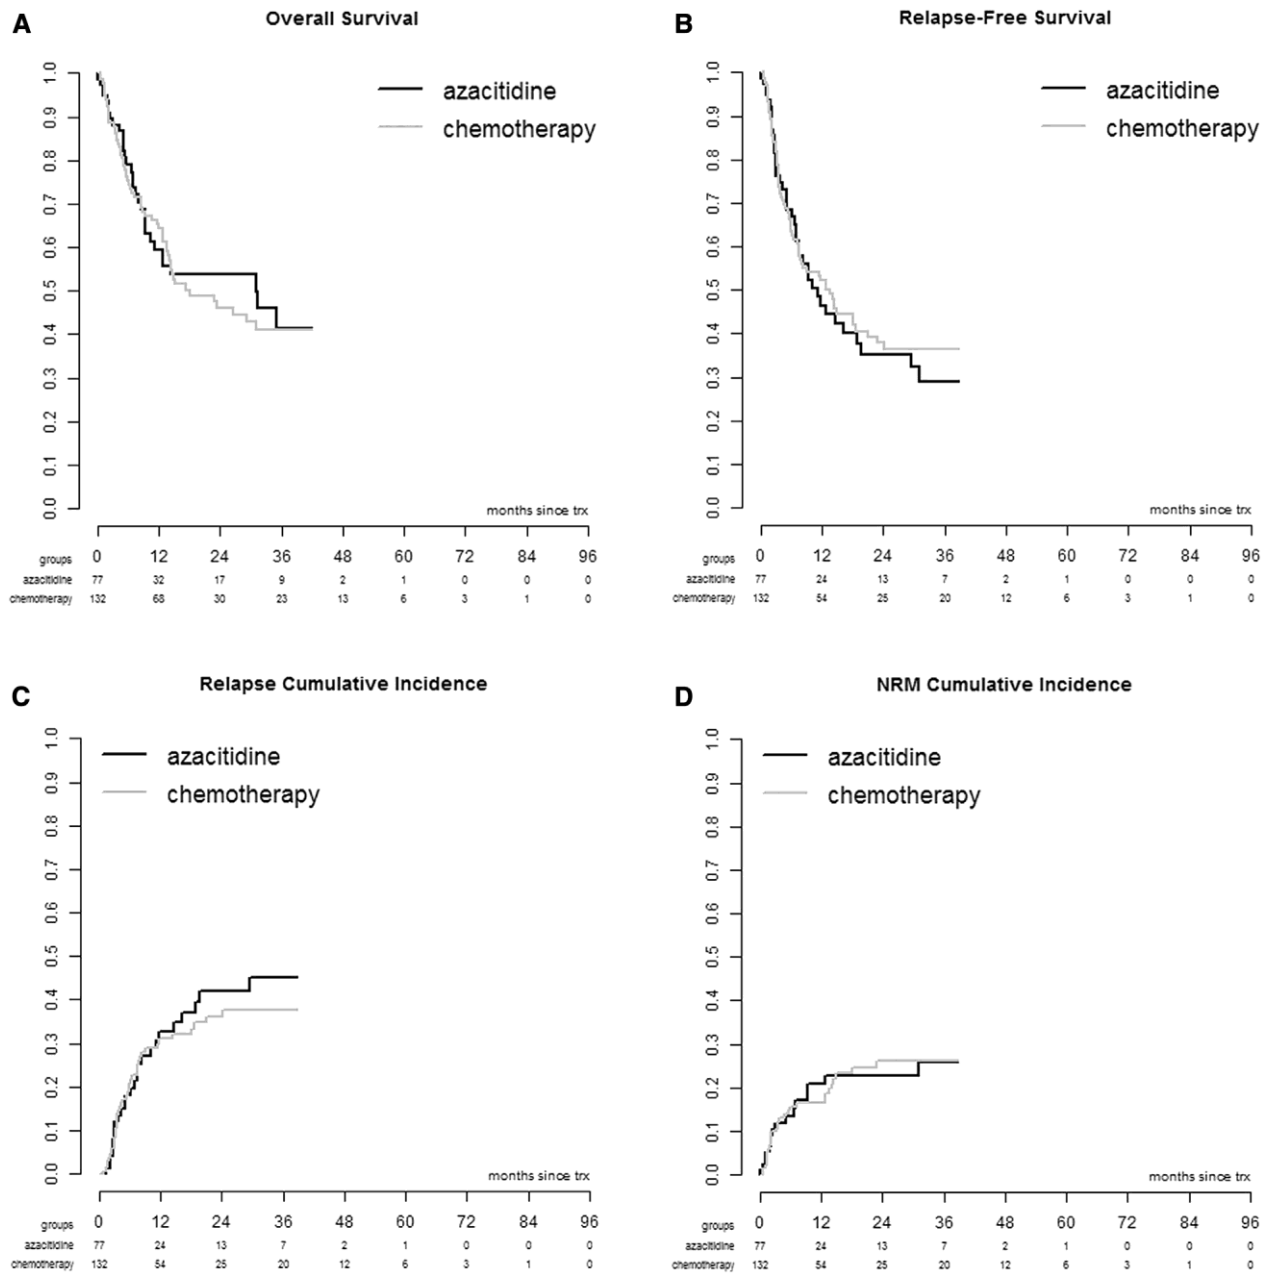 A
Overall Survival
1.0
0.9
0.8
0.7
0.6
0.5
0.4
0.3
0.2
0.1
0.0
azacitidine
chemotherapy
months since trx
0 12 24 36 48 60 72 84 96
groups
azacitidine 77 32 17 9 2 1 0 0 0
chemotherapy 132 68 30 23 13 6 3 1 0
B
Relapse-Free Survival
1.0
0.9
0.8
0.7
0.6
0.5
0.4
0.3
0.2
0.1
0.0
azacitidine
chemotherapy
months since trx
0 12 24 36 48 60 72 84 96
groups
azacitidine 77 24 13 7 2 1 0 0 0
chemotherapy 132 54 25 20 12 6 3 1 0
C
Relapse Cumulative Incidence
1.0
0.9
0.8
0.7
0.6
0.5
0.4
0.3
0.2
0.1
0.0
azacitidine
chemotherapy
months since trx
0 12 24 36 48 60 72 84 96
groups
azacitidine 77 24 13 7 2 1 0 0 0
chemotherapy 132 54 25 20 12 6 3 1 0
D
NRM Cumulative Incidence
1.0
0.9
0.8
0.7
0.6
0.5
0.4
0.3
0.2
0.1
0.0
azacitidine
chemotherapy
months since trx
0 12 24 36 48 60 72 84 96
groups
azacitidine 77 24 13 7 2 1 0 0 0
chemotherapy 132 54 25 20 12 6 3 1 0